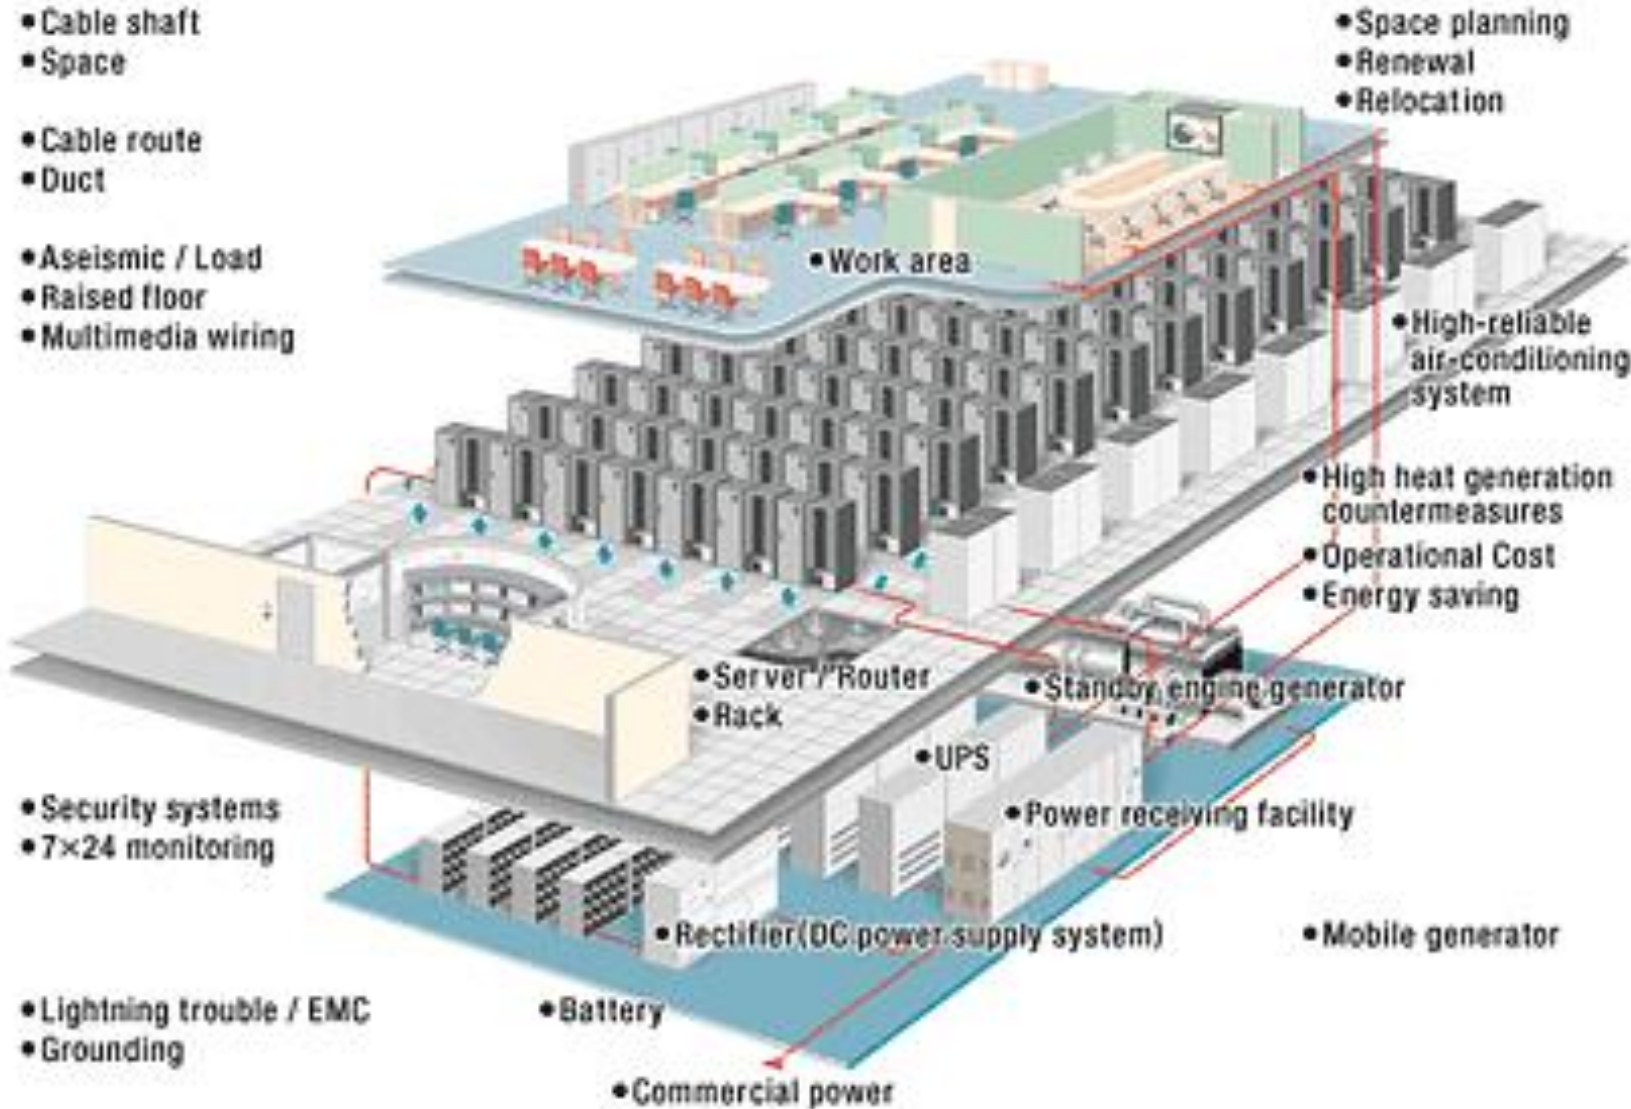 •Cable shaft
•Space
•Cable route
•Duct
•Aseismic / Load
•Raised floor
•Multimedia wiring
•Space planning
•Renewal
•Relocation
•Work area
•High-reliable
air-conditioning
system
•High heat generation
countermeasures
•Operational Cost
•Energy saving
•Server / Router
•Rack
•Standby engine generator
•UPS
•Power receiving facility
•Security systems
•7×24 monitoring
•Rectifier(DC power supply system)
•Mobile generator
•Lightning trouble / EMC
•Grounding
•Battery
•Commercial power